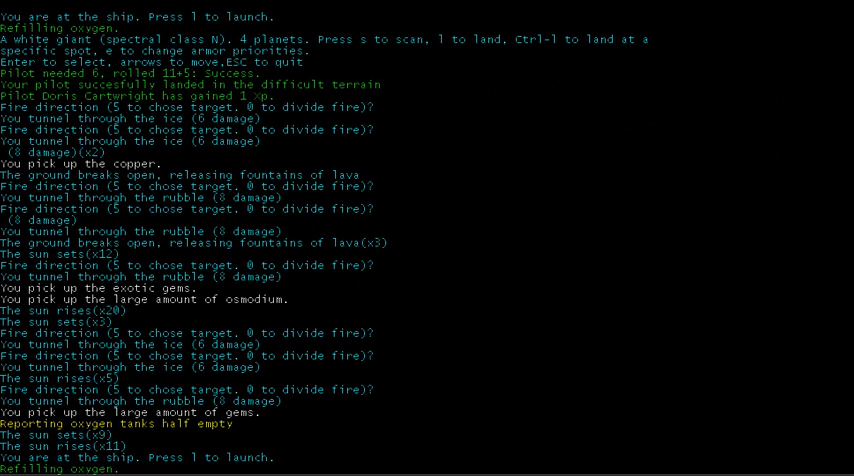 You are at the ship. Press l to launch.
Refilling oxygen.
A white giant (spectral class N). 4 planets. Press s to scan, l to land, Ctrl-l to land at a
specific spot, e to change armor priorities.
Enter to select, arrows to move,ESC to quit
Pilot needed 6, rolled 11+5: Success.
Your pilot succesfully landed in the difficult terrain
Pilot Doris Cartwright has gained 1 Xp.
Fire direction (5 to chose target. 0 to divide fire)?
You tunnel through the ice (6 damage)
Fire direction (5 to chose target. 0 to divide fire)?
You tunnel through the ice (6 damage)
(8 damage)(x2)
You pick up the copper.
The ground breaks open, releasing fountains of lava
Fire direction (5 to chose target. 0 to divide fire)?
You tunnel through the rubble (8 damage)
Fire direction (5 to chose target. 0 to divide fire)?
(8 damage)
You tunnel through the rubble (8 damage)
The ground breaks open, releasing fountains of lava(x3)
The sun sets(x12)
Fire direction (5 to chose target. 0 to divide fire)?
You tunnel through the rubble (8 damage)
You pick up the exotic gems.
You pick up the large amount of osmodium.
The sun rises(x20)
The sun sets(x3)
Fire direction (5 to chose target. 0 to divide fire)?
You tunnel through the ice (6 damage)
Fire direction (5 to chose target. 0 to divide fire)?
You tunnel through the ice (6 damage)
The sun rises(x5)
Fire direction (5 to chose target. 0 to divide fire)?
You tunnel through the rubble (8 damage)
You pick up the large amount of gems.
Reporting oxygen tanks half empty
The sun sets(x9)
The sun rises(x11)
You are at the ship. Press l to launch.
Refilling oxygen.